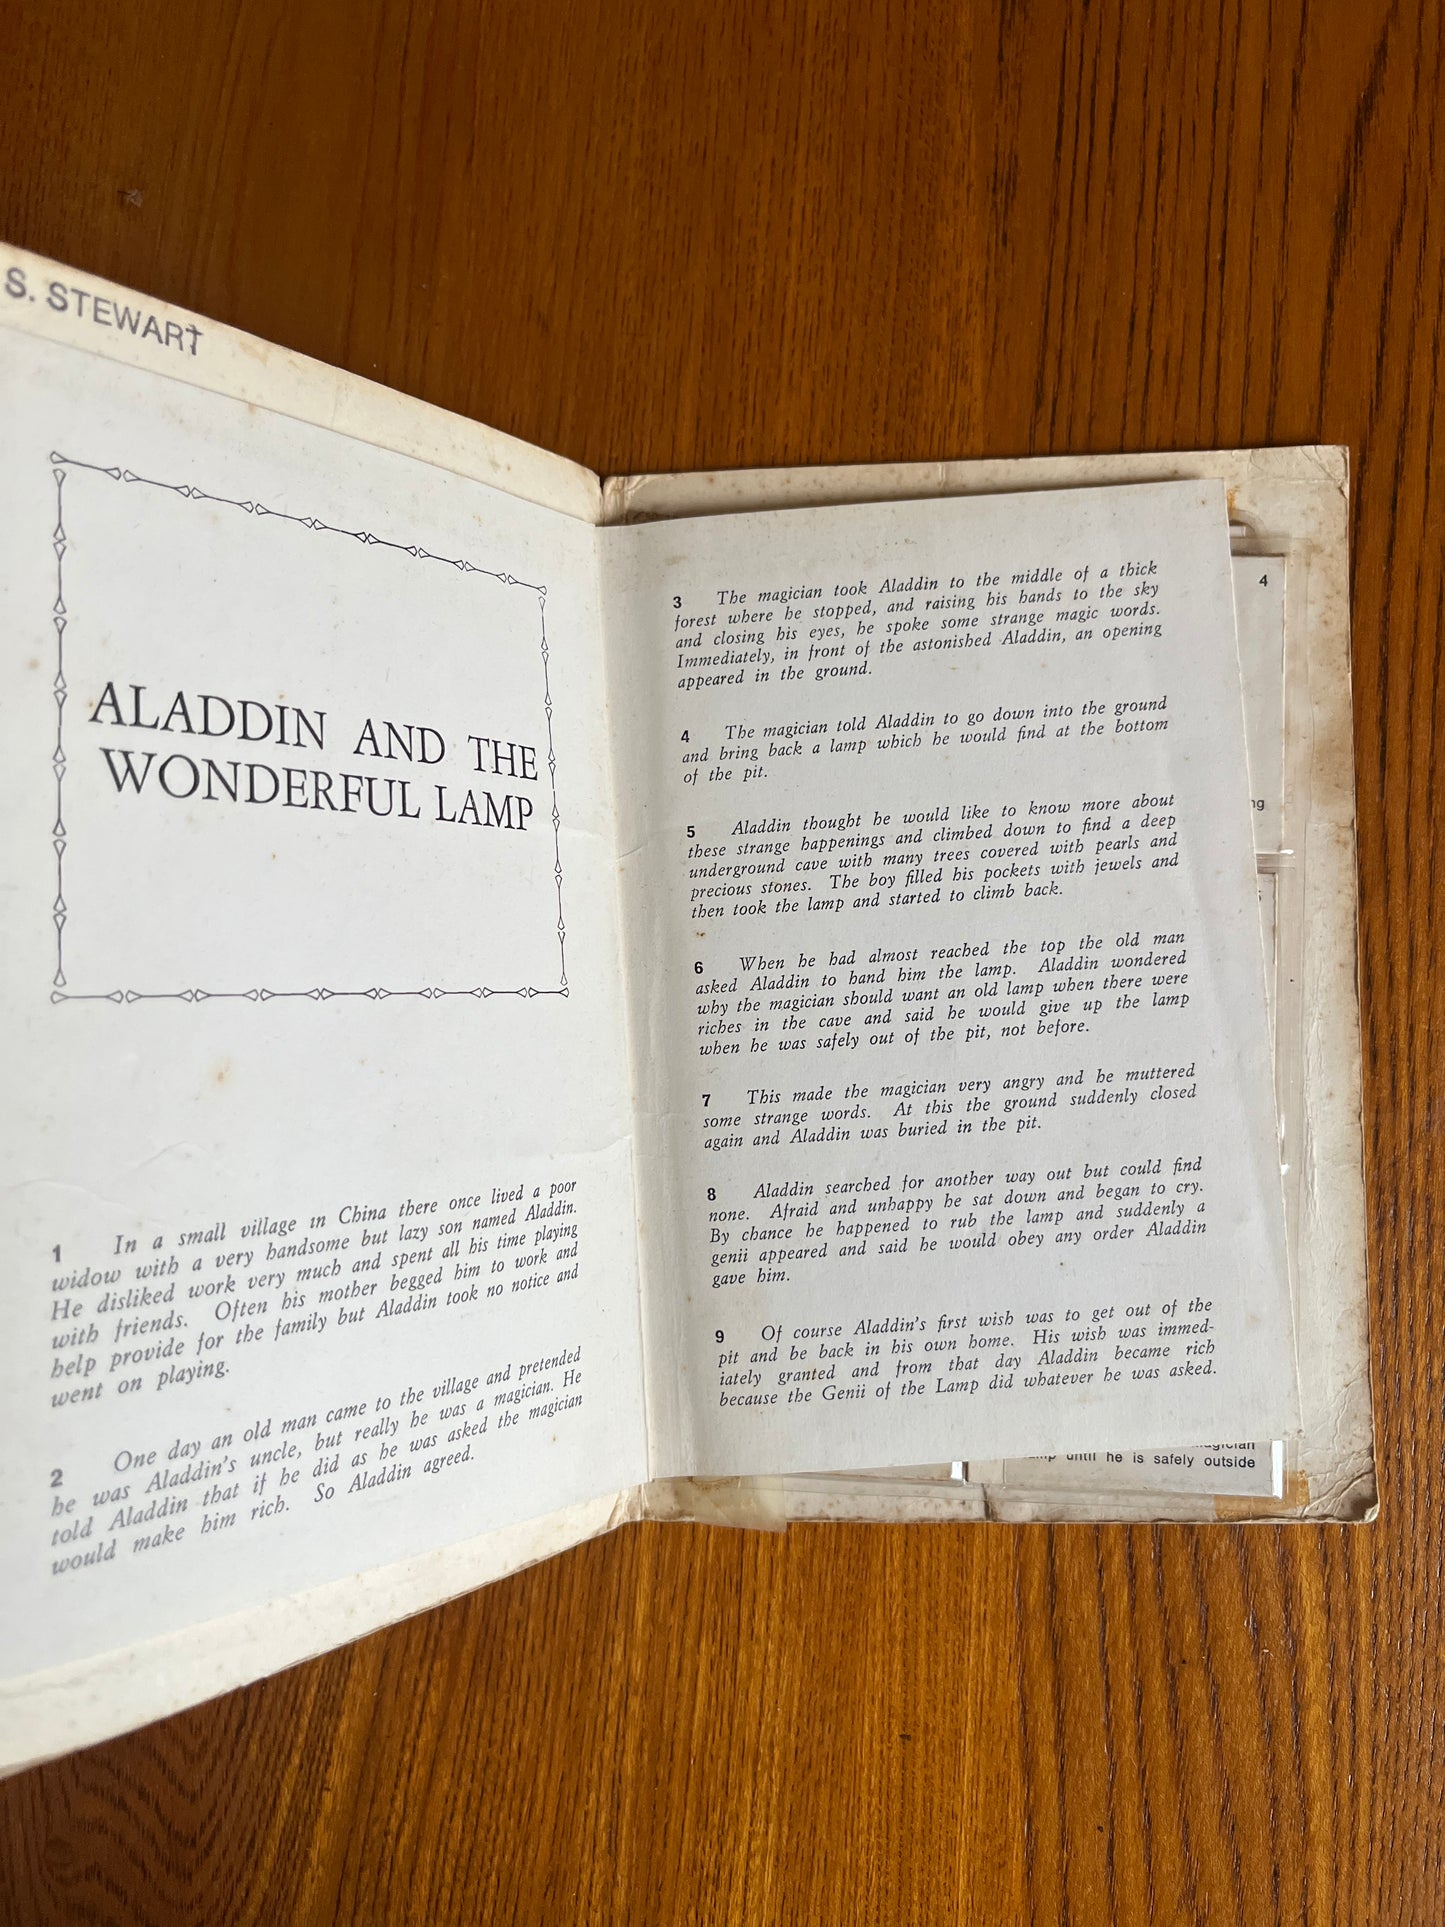 S. STEWART
ALADDIN AND THE
WONDERFUL LAMP
1 In a small village in China there once lived a poor
widow with a very handsome but lazy son named Aladdin.
He disliked work very much and spent all his time playing
with friends. Often his mother begged him to work and
help provide for the family but Aladdin took no notice and
went on playing.
2 One day an old man came to the village and pretended
he was Aladdin's uncle, but really he was a magician. He
told Aladdin that if he did as he was asked the magician
would make him rich. So Aladdin agreed.
3 The magician took Aladdin to the middle of a thick
forest where he stopped, and raising his hands to the sky
and closing his eyes, he spoke some strange magic words.
Immediately, in front of the astonished Aladdin, an opening
appeared in the ground.
4 The magician told Aladdin to go down into the ground
and bring back a lamp which he would find at the bottom
of the pit.
5 Aladdin thought he would like to know more about
these strange happenings and climbed down to find a deep
underground cave with many trees covered with pearls and
precious stones. The boy filled his pockets with jewels and
then took the lamp and started to climb back.
6 When he had almost reached the top the old man
asked Aladdin to hand him the lamp. Aladdin wondered
why the magician should want an old lamp when there were
riches in the cave and said he would give up the lamp
when he was safely out of the pit, not before.
7 This made the magician very angry and he muttered
some strange words. At this the ground suddenly closed
again and Aladdin was buried in the pit.
8 Aladdin searched for another way out but could find
none. Afraid and unhappy he sat down and began to cry.
By chance he happened to rub the lamp and suddenly a
genii appeared and said he would obey any order Aladdin
gave him.
9 Of course Aladdin's first wish was to get out of the
pit and be back in his own home. His wish was immed-
iately granted and from that day Aladdin became rich
because the Genii of the Lamp did whatever he was asked.
4
ng
magician
until he is safely outside